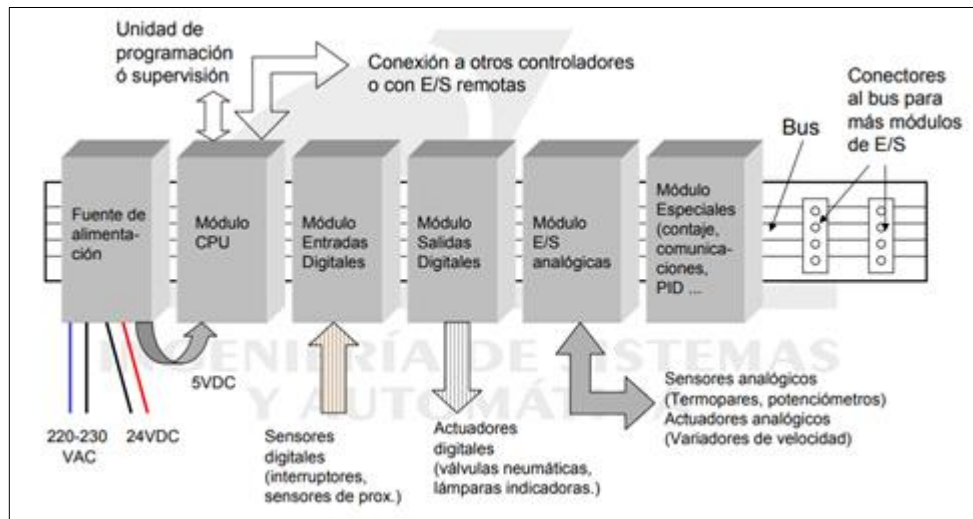 Unidad de
programación
ó supervisión
Conexión a otros controladores
o con E/S remotas
Conectores
al bus para
más módulos
de E/S
Bus
Fuente de
alimenta-
ción
Módulo
CPU
Módulo
Entradas
Digitales
Módulo
Salidas
Digitales
Módulo
E/S
analógicas
Módulo
Especiales
(contaje,
comunica-
ciones,
PID ...
INGENIERÍA DE SISTEMAS
5VDC
220-230
VAC
24VDC
Sensores
digitales
(interruptores,
sensores de prox.)
Actuadores
digitales
(válvulas neumáticas,
lámparas indicadoras.)
Sensores analógicos
(Termopares, potenciómetros)
Actuadores analógicos
(Variadores de velocidad)